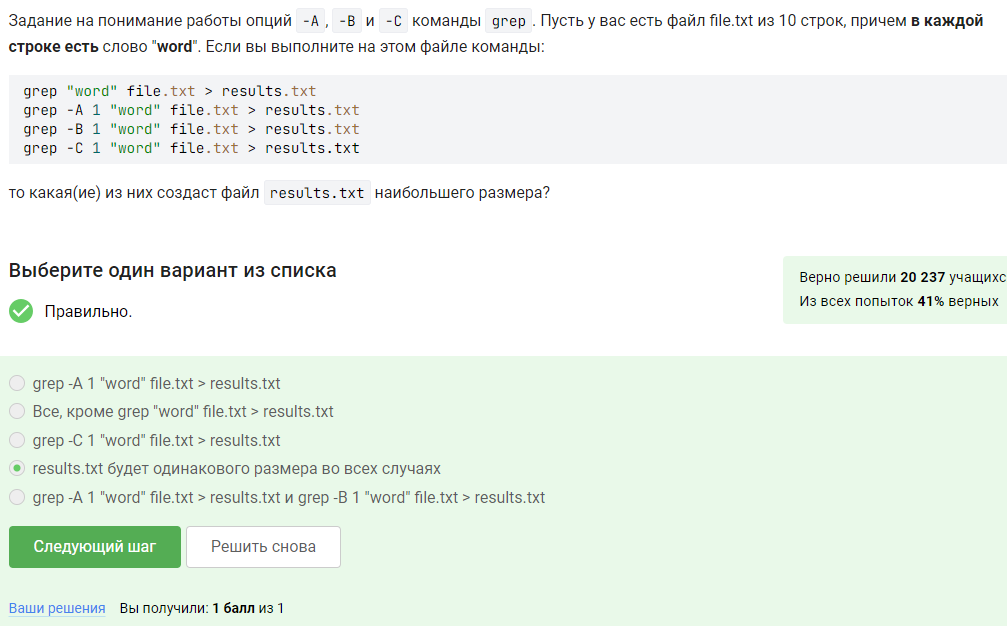 Задание на понимание работы опций -A, -B и -C команды grep. Пусть у вас есть файл file.txt из 10 строк, причем в каждой
строке есть слово "word". Если вы выполните на этом файле команды:
grep "word" file.txt > results.txt
grep -A 1 "word" file.txt > results.txt
grep -B 1 "word" file.txt > results.txt
grep -C 1 "word" file.txt > results.txt
то какая(ие) из них создаст файл results.txt наибольшего размера?
Выберите один вариант из списка
Правильно.
Верно решили 20 237 учащихс
Из всех попыток 41% верных
grep -A 1 "word" file.txt > results.txt
Все, кроме grep "word" file.txt > results.txt
grep -C 1 "word" file.txt > results.txt
results.txt будет одинакового размера во всех случаях
grep -A 1 "word" file.txt > results.txt и grep -B 1 "word" file.txt > results.txt
Следующий шаг
Решить снова
Ваши решения Вы получили: 1 балл из 1